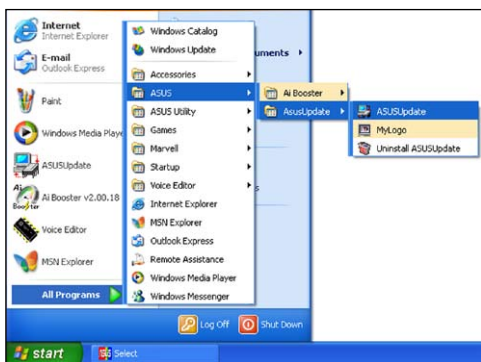 Internet
Internet Explorer
E-mail
Outlook Express
Paint
Windows Media Playe
ASUSUpdate
Ai Booster v2.00.18
Voice Editor
MSN Explorer
All Programs
Windows Catalog
Windows Update
Accessories
ASUS
ASUS Utility
Games
Marvell
Startup
Voice Editor
Internet Explorer
MSN Explorer
Outlook Express
Remote Assistance
Windows Media Player
Windows Messenger
uments
s
Ai Booster
AsusUpdate
ASUSUpdate
MyLogo
Uninstall ASUSUpdate
Log Off
Shut Down
start
Select